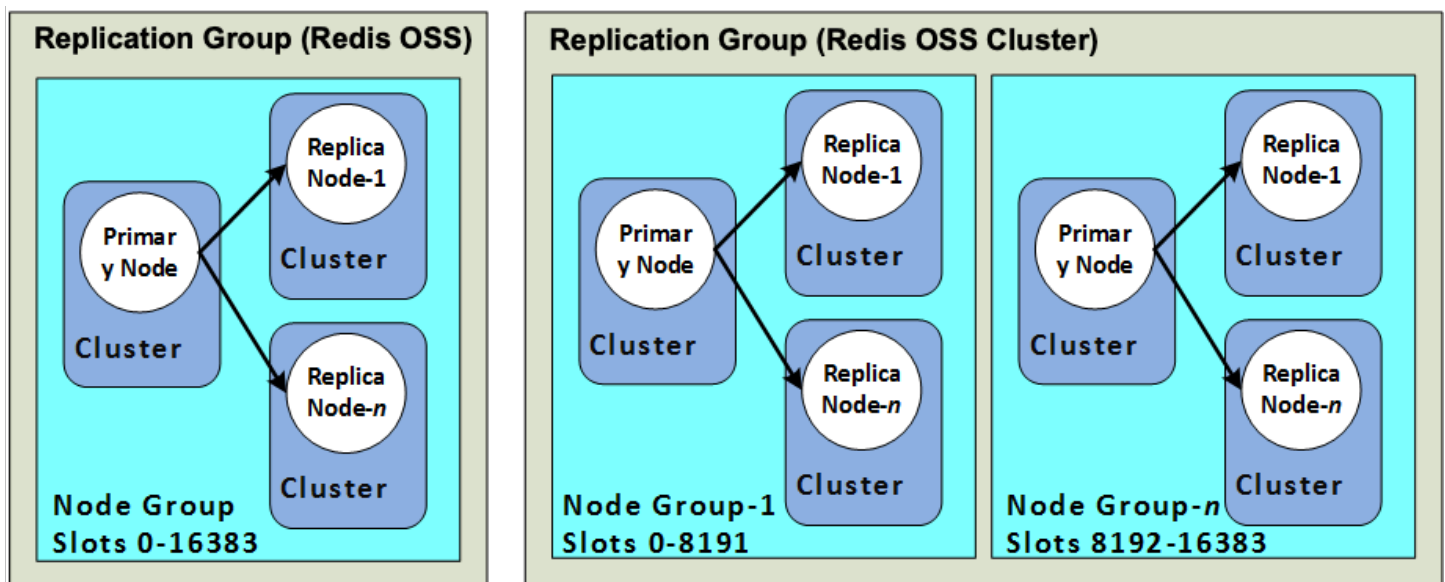 Replication Group (Redis OSS)
Replica
Node-1
Cluster
Primar
y Node
Cluster
Replica
Node-n
Cluster
Node Group
Slots 0-16383
Replication Group (Redis OSS Cluster)
Replica
Node-1
Cluster
Primar
y Node
Cluster
Replica
Node-n
Cluster
Node Group-1
Slots 0-8191
Replica
Node-1
Cluster
Primar
y Node
Cluster
Replica
Node-n
Cluster
Node Group-n
Slots 8192-16383